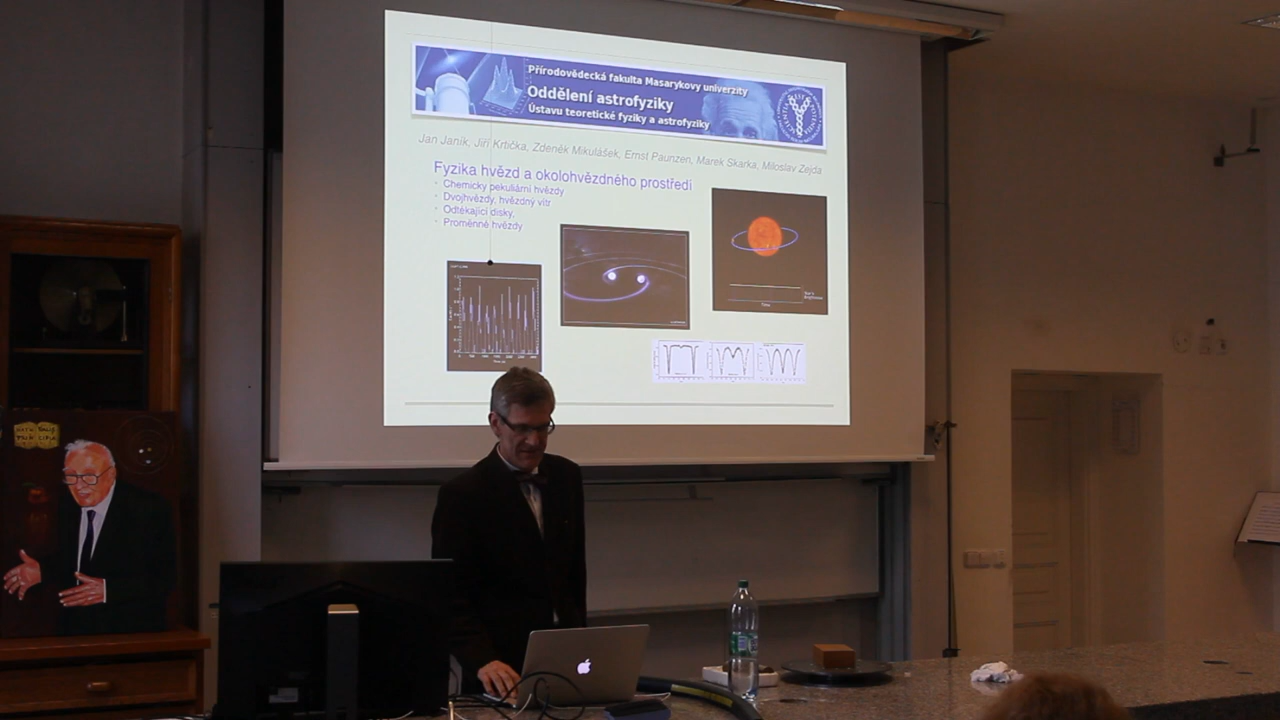 Přírodovědecká fakulta Masarykovy univerzity
Oddělení astrofyziky
Ústavu teoretické fyziky a astrofyziky
Jan Janík, Jiří Krtička, Zdeněk Mikulášek, Ernst Paunzen, Marek Skarka, Miloslav Zejda
Fyzika hvězd a okolohvězdného prostředí
Chemicky pekuliární hvězdy
Dvojhvězdy, hvězdný vítr
Odtékající disky,
Proměnné hvězdy